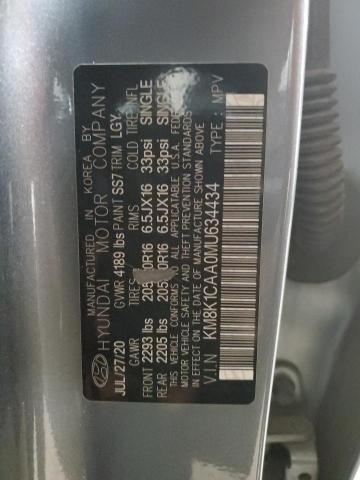 MANUFACTURED IN KOREA BY
HYUNDAI MOTOR COMPANY
JUL/27/20 GVWR 4189 lbs PAINT SS7 TRIM LGY
GAWR TIRES RIMS COLD TIRE INFL
FRONT 2293 lbs 6.5JX16 33psi SINGLE
REAR 2205 lbs 6.5JX16 33psi SINGLE
THIS VEHICLE CONFORMS TO ALL APPLICABLE U.S.A. FEDERAL
MOTOR VEHICLE SAFETY AND THEFT PREVENTION STANDARDS
IN EFFECT ON THE DATE OF MANUFACTURE SHOWN ABOVE
V.I.N : KM8K1CAA0MU634434 TYPE : MPV